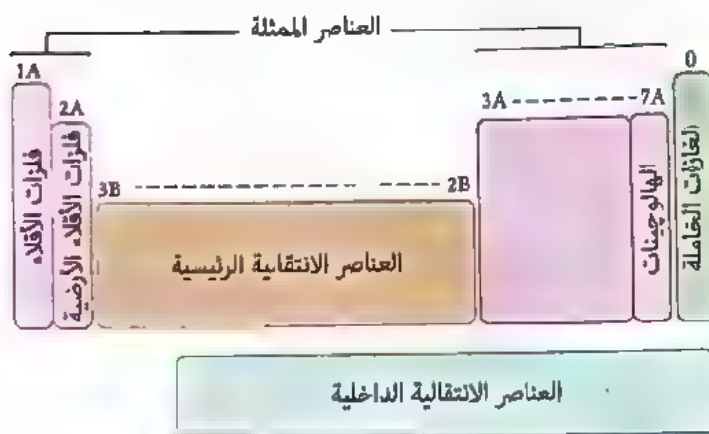 العناصر الممثلة
1A
2A
3B
2B
3A
7A
0
فلزات الأقلاء
فلزات الأقلاء الأرضية
العناصر الانتقالية الرئيسية
الهالوچينات
الغازات الخاملة
العناصر الانتقالية الداخلية